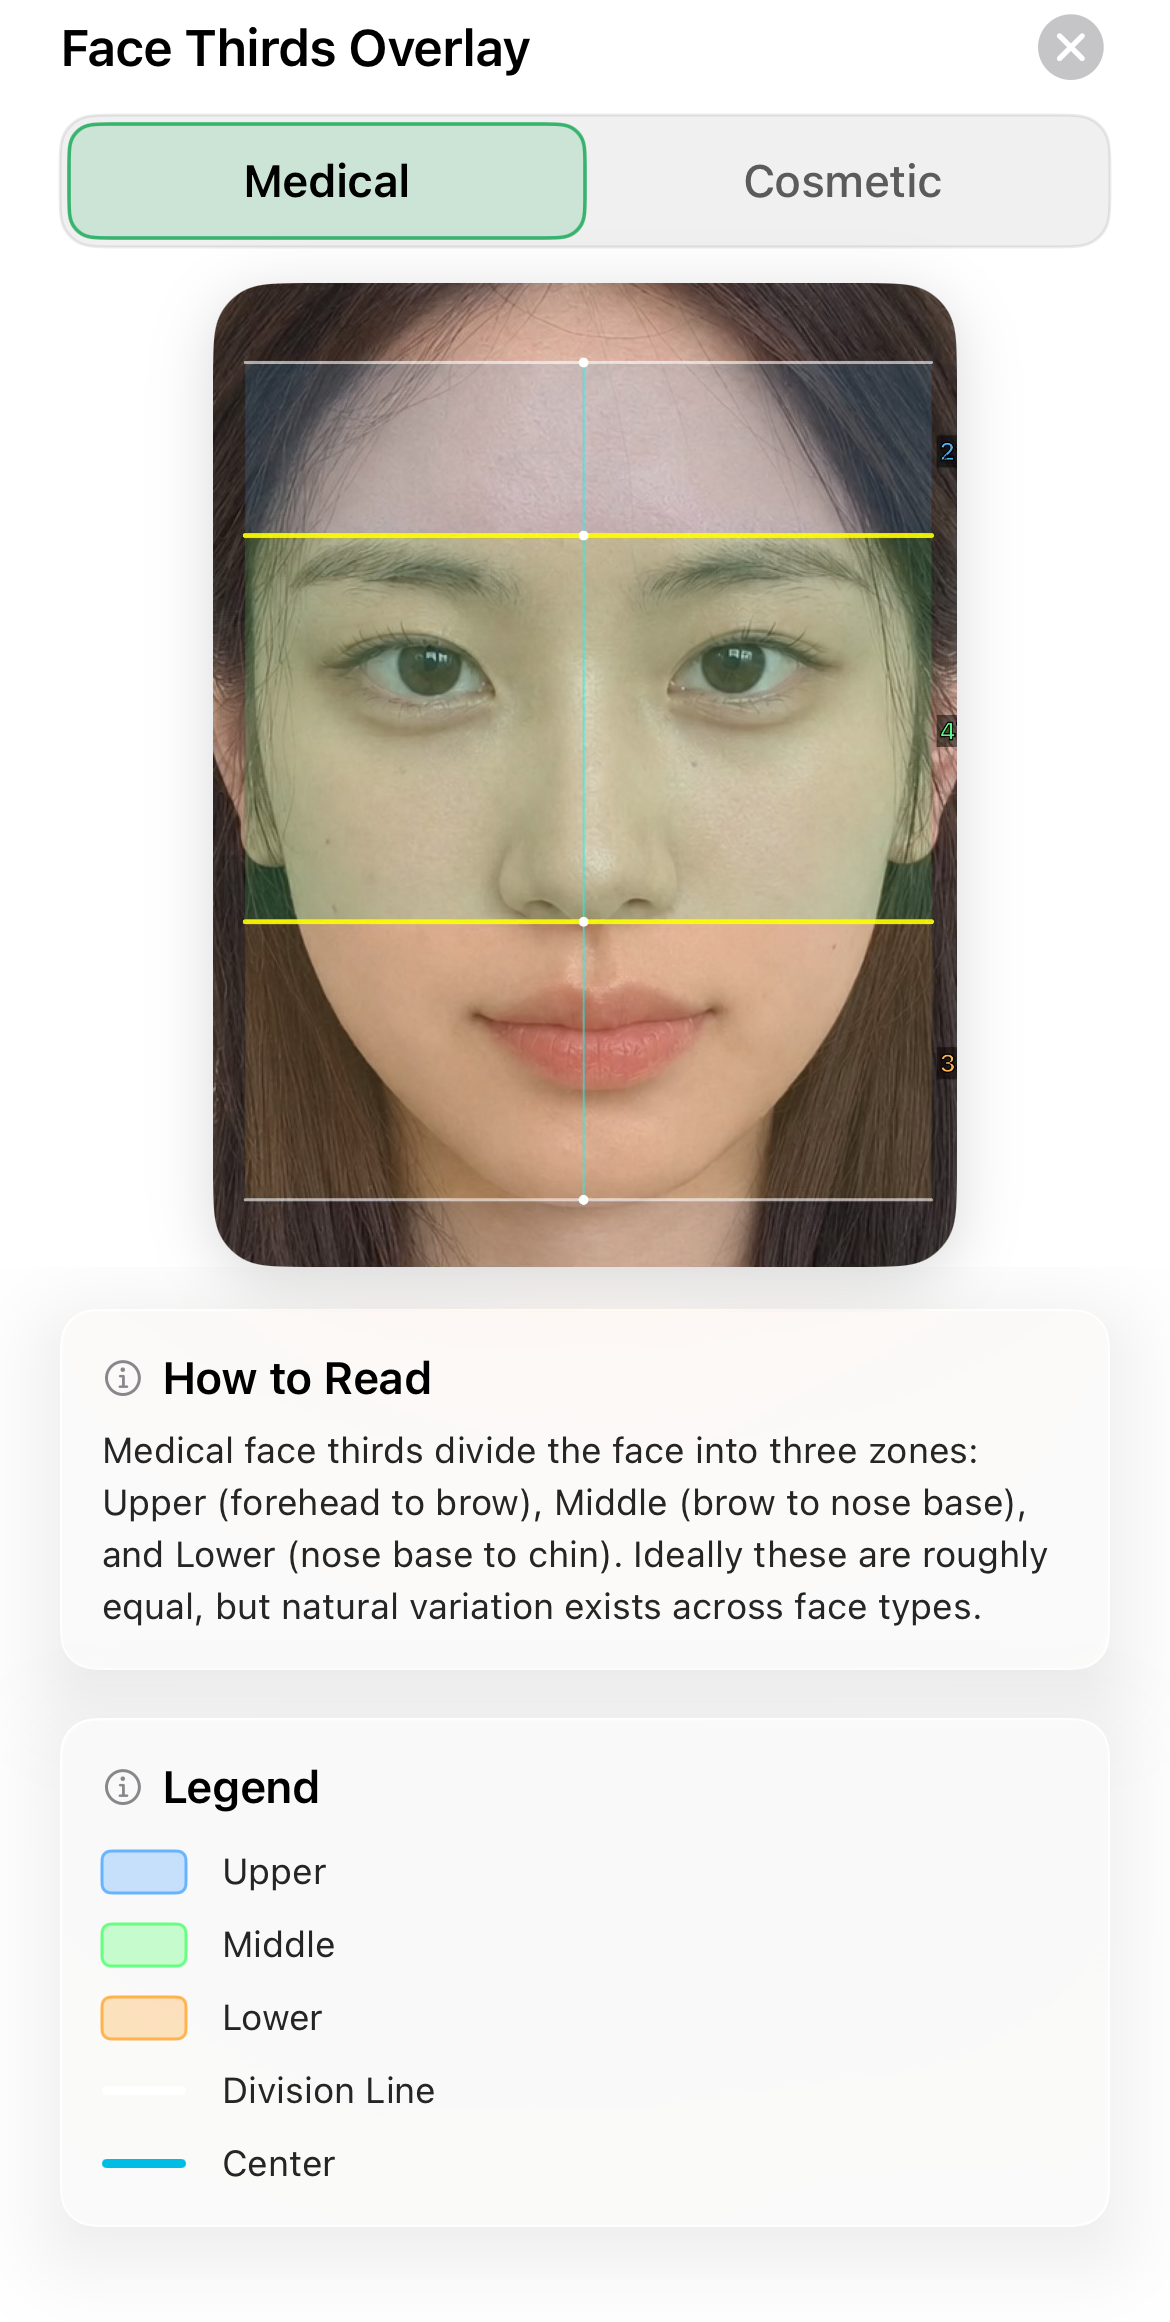 Face Thirds Overlay
Medical
Cosmetic
2
4
3
How to Read
Medical face thirds divide the face into three zones:
Upper (forehead to brow), Middle (brow to nose base),
and Lower (nose base to chin). Ideally these are roughly
equal, but natural variation exists across face types.
Legend
Upper
Middle
Lower
Division Line
Center